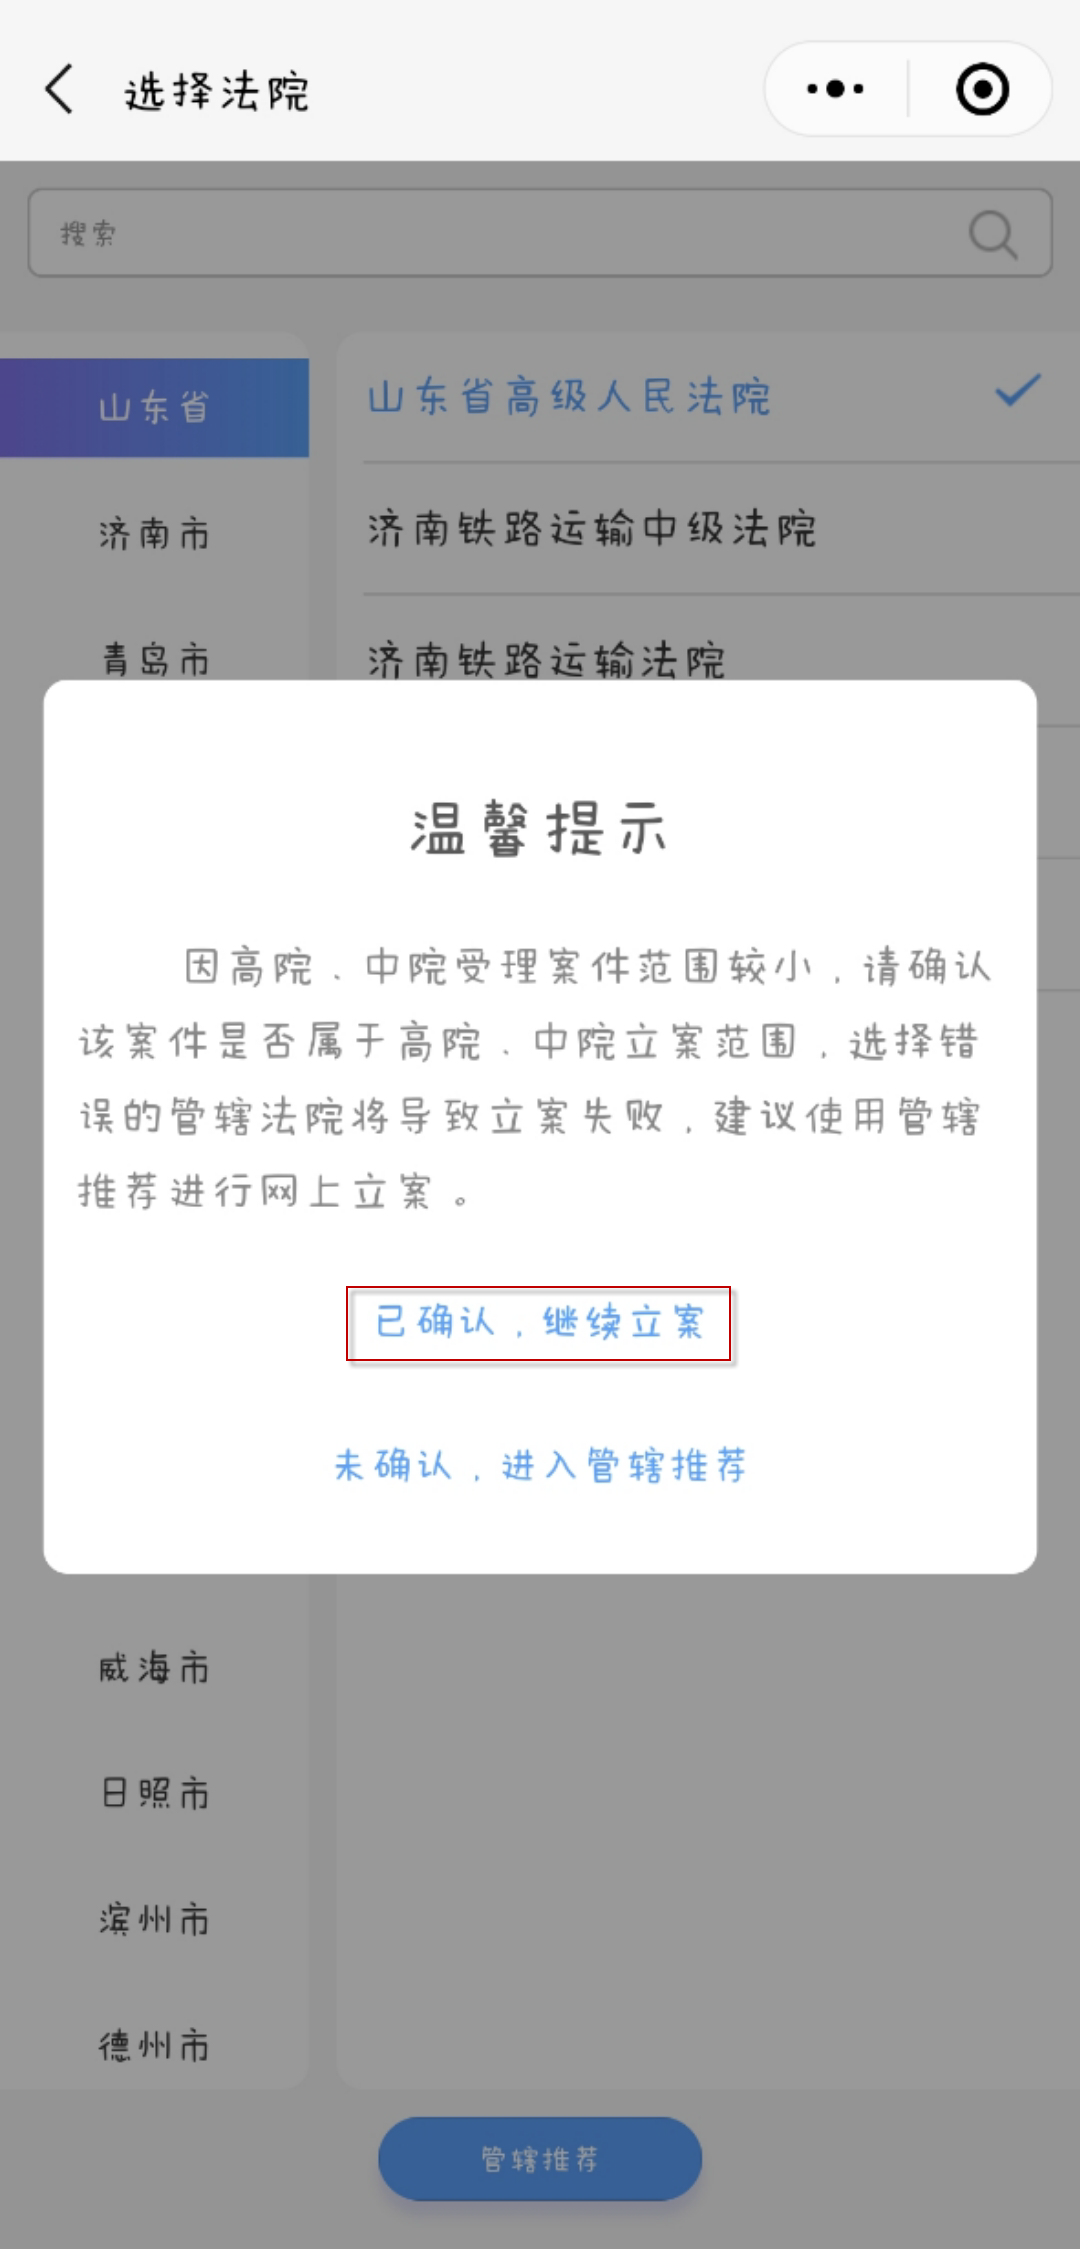 选择法院
搜索
山东省
山东省高级人民法院
济南市
济南铁路运输中级法院
青岛市
济南铁路运输法院
温馨提示
因高院、中院受理案件范围较小，请确认
该案件是否属于高院、中院立案范围，选择错
误的管辖法院将导致立案失败，建议使用管辖
推荐进行网上立案。
已确认，继续立案
未确认，进入管辖推荐
威海市
日照市
滨州市
德州市
管辖推荐